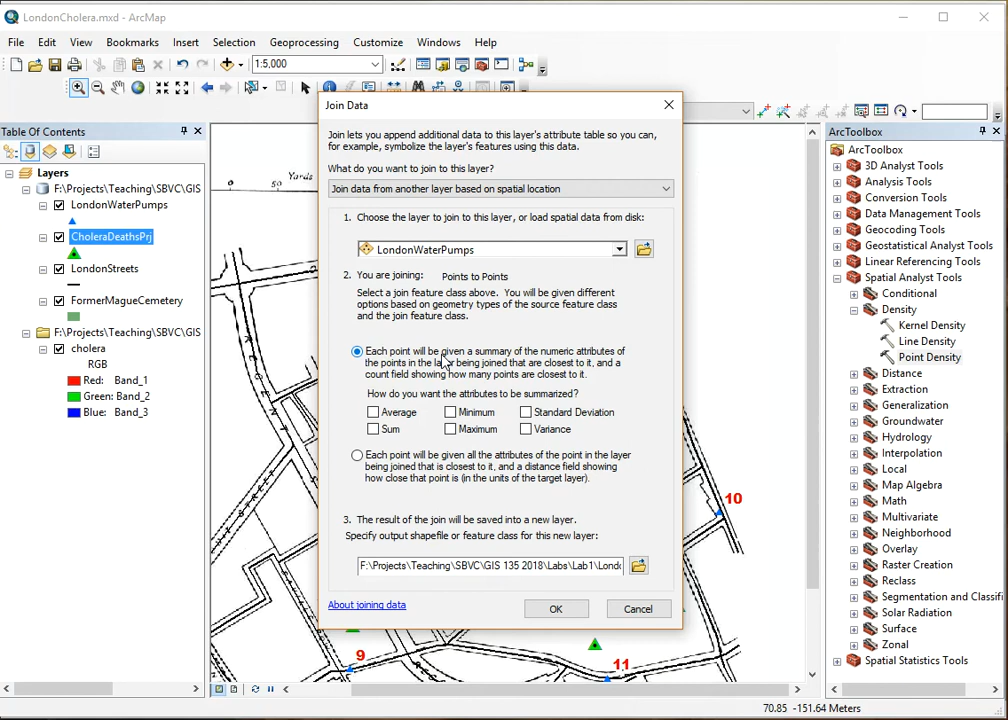 LondonCholera.mxd - ArcMap
File Edit View Bookmarks Insert Selection Geoprocessing Customize Windows Help
1:5,000
Table Of Contents
Layers
F:\Projects\Teaching\SBVC\GIS
LondonWaterPumps
CholeraDeathsPrj
LondonStreets
FormerMagueCemetery
F:\Projects\Teaching\SBVC\GIS
cholera
RGB
Red: Band_1
Green: Band_2
Blue: Band_3
0 50 Yards
Join Data
Join lets you append additional data to this layer's attribute table so you can,
for example, symbolize the layer's features using this data.
What do you want to join to this layer?
Join data from another layer based on spatial location
1. Choose the layer to join to this layer, or load spatial data from disk:
LondonWaterPumps
2. You are joining: Points to Points
Select a join feature class above. You will be given different
options based on geometry types of the source feature class
and the join feature class.
Each point will be given a summary of the numeric attributes of
the points in the layer being joined that are closest to it, and a
count field showing how many points are closest to it.
How do you want the attributes to be summarized?
Average Minimum Standard Deviation
Sum Maximum Variance
Each point will be given all the attributes of the point in the layer
being joined that is closest to it, and a distance field showing
how close that point is (in the units of the target layer).
3. The result of the join will be saved into a new layer.
Specify output shapefile or feature class for this new layer:
F:\Projects\Teaching\SBVC\GIS 135 2018\Labs\Lab1\Londo
About joining data
OK Cancel
10
9
11
ArcToolbox
ArcToolbox
3D Analyst Tools
Analysis Tools
Conversion Tools
Data Management Tools
Geocoding Tools
Geostatistical Analyst Tools
Linear Referencing Tools
Spatial Analyst Tools
Conditional
Density
Kernel Density
Line Density
Point Density
Distance
Extraction
Generalization
Groundwater
Hydrology
Interpolation
Local
Map Algebra
Math
Multivariate
Neighborhood
Overlay
Raster Creation
Reclass
Segmentation and Classifi
Solar Radiation
Surface
Zonal
Spatial Statistics Tools
70.85 -151.64 Meters